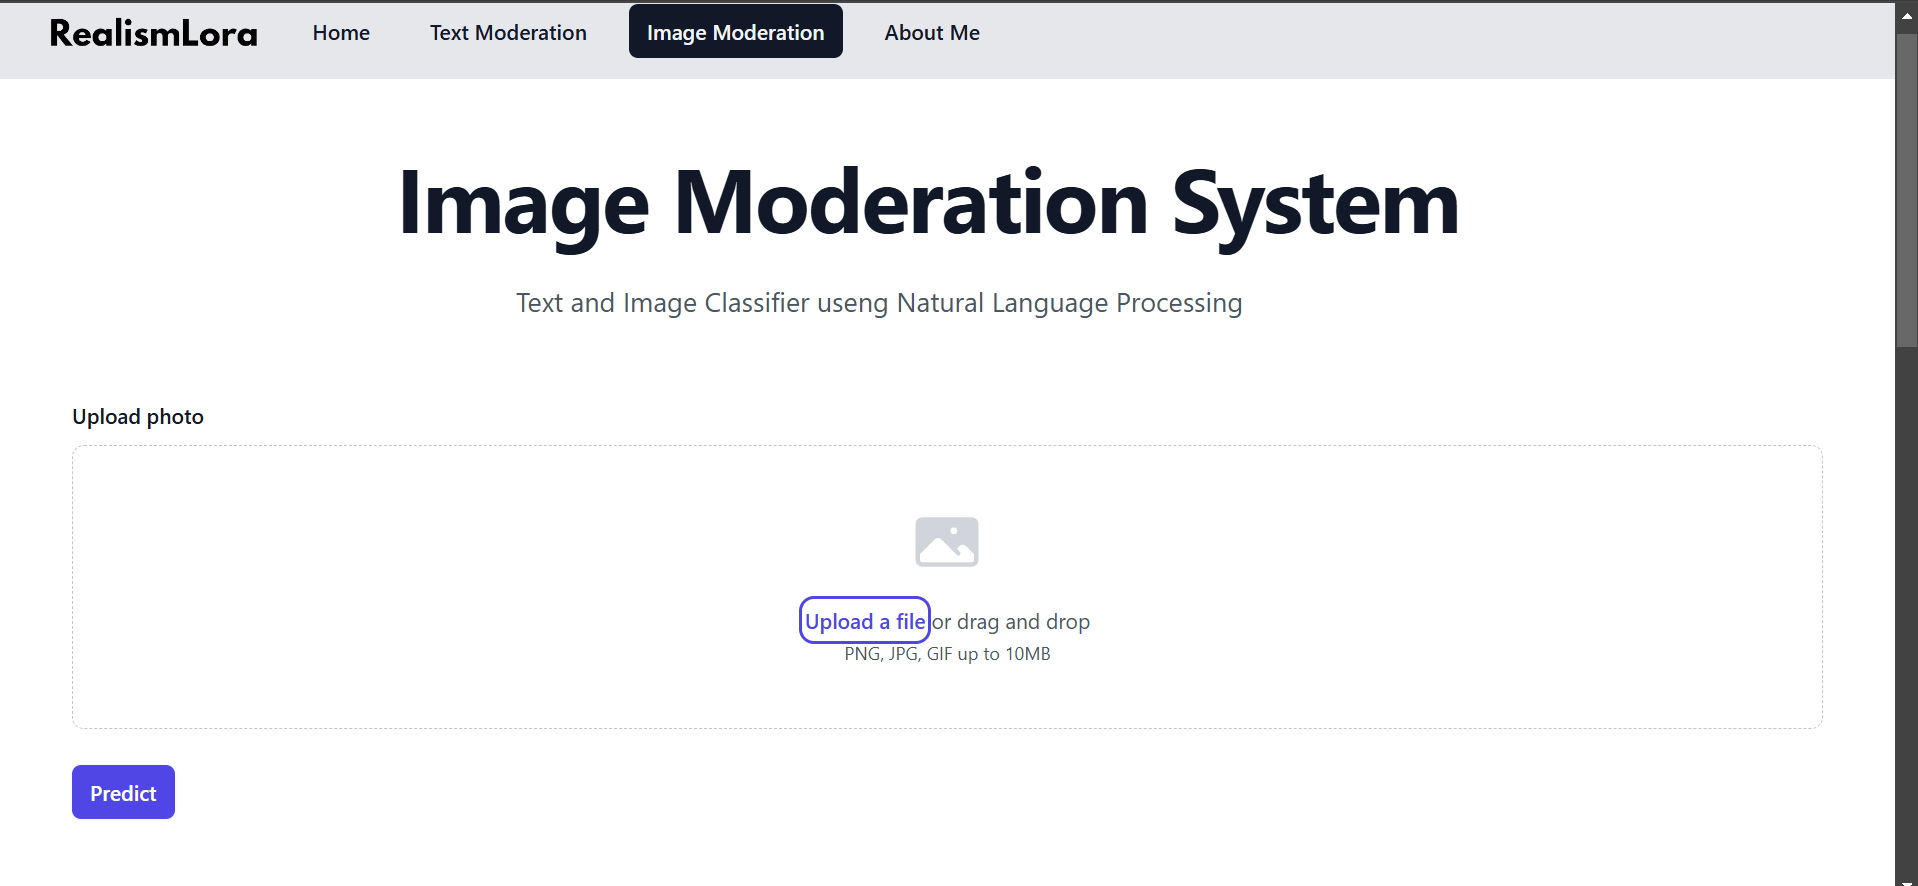 RealismLora Home Text Moderation Image Moderation About Me
Image Moderation System
Text and Image Classifier useng Natural Language Processing
Upload photo
Upload a file or drag and drop
PNG, JPG, GIF up to 10MB
Predict